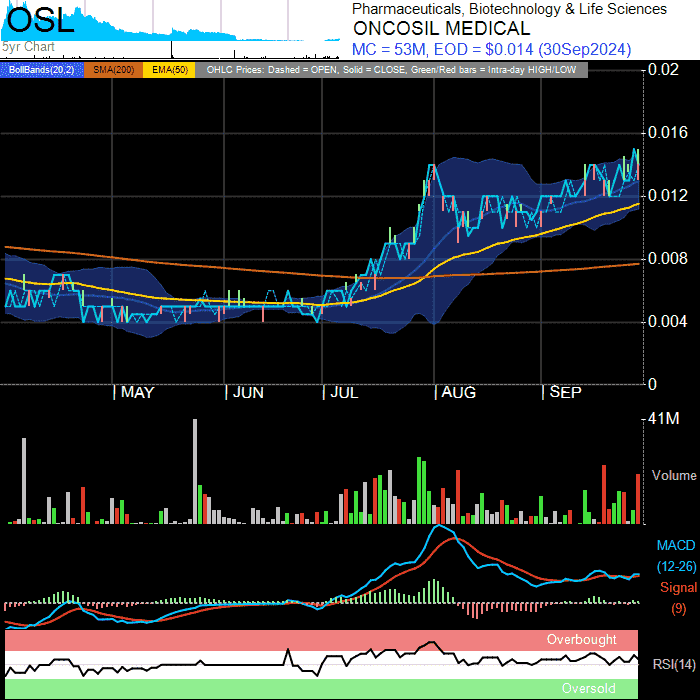 OSL
5yr Chart
Pharmaceuticals, Biotechnology & Life Sciences
ONCOSIL MEDICAL
MC = 53M, EOD = $0.014 (30Sep2024)
BollBands(20,2) SMA(200) EMA(50) OHLC Prices: Dashed = OPEN, Solid = CLOSE, Green/Red bars = Intra-day HIGH/LOW
0.02
0.016
0.012
0.008
0.004
0
MAY JUN JUL AUG SEP
41M
Volume
MACD
(12-26)
Signal
(9)
Overbought
RSI(14)
Oversold